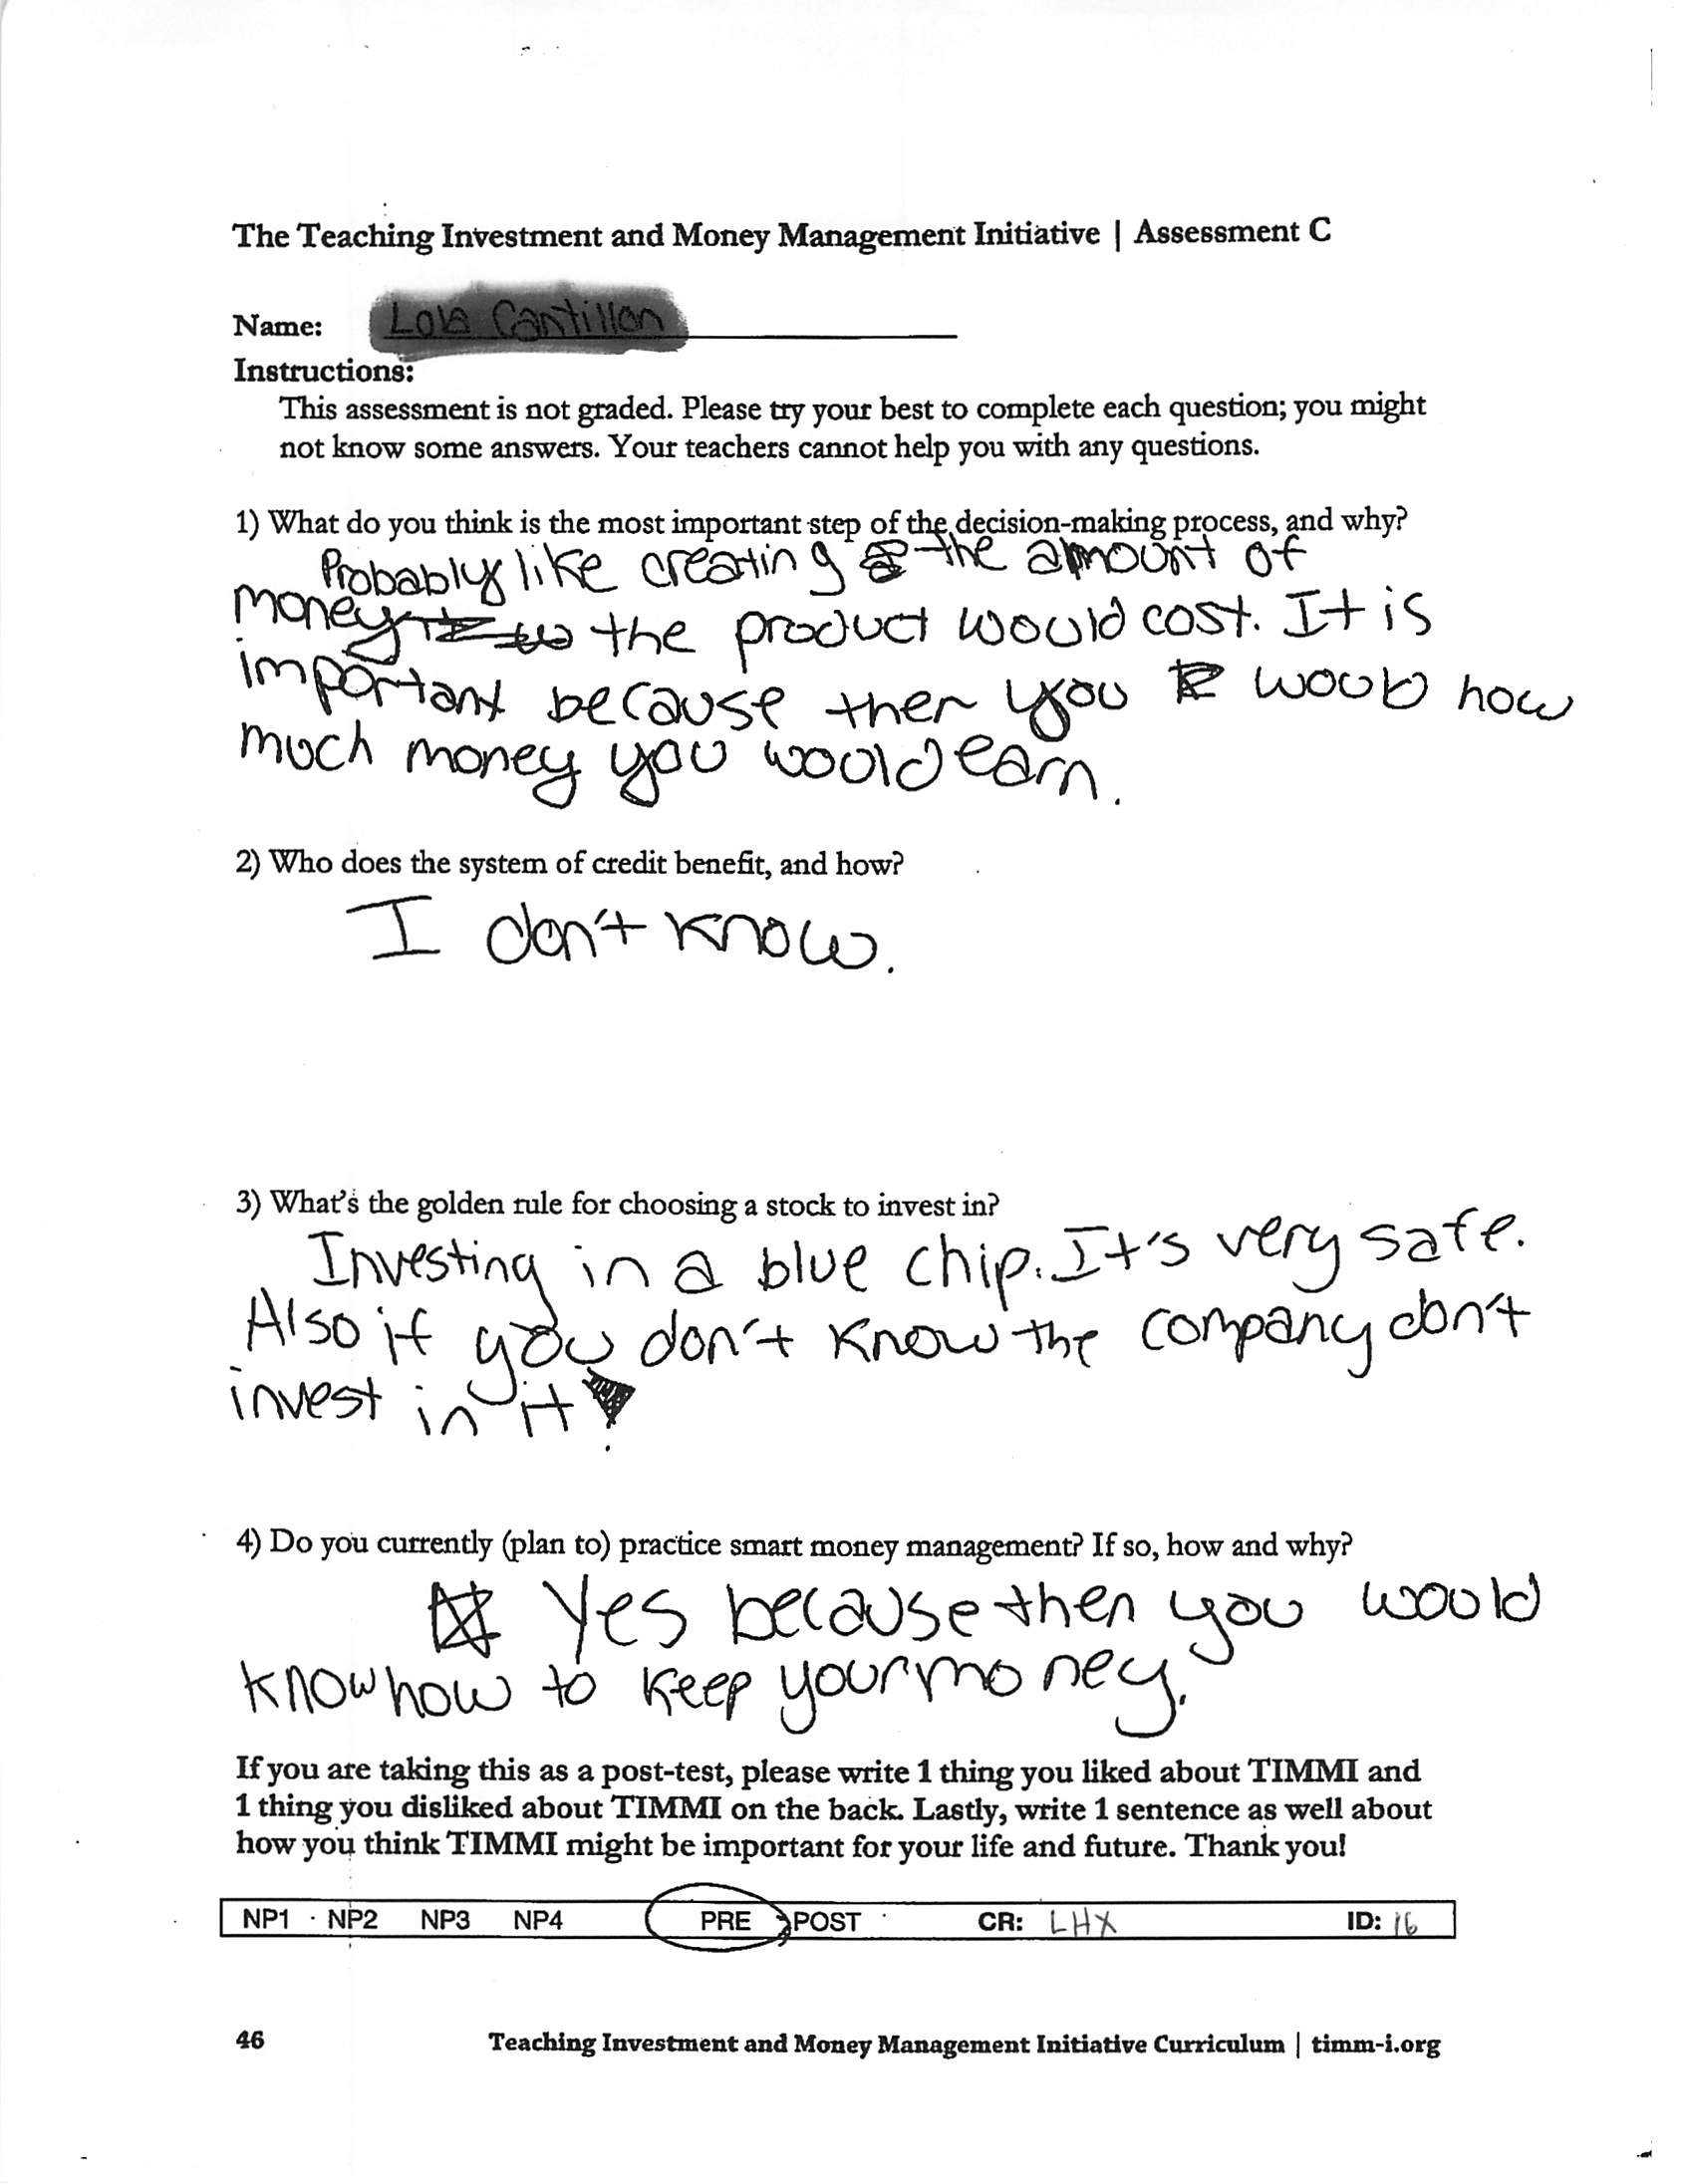 The Teaching Investment and Money Management Initiative | Assessment C
Name:
Instructions:
This assessment is not graded. Please try your best to complete each question; you might
not know some answers. Your teachers cannot help you with any questions.
1) What do you think is the most important step of the decision-making process, and why?
Probably like creating the amount of
money the product would cost. It is
important because then you woub how
much money you would earn.
2) Who does the system of credit benefit, and how?
I don't know.
3) What's the golden rule for choosing a stock to invest in?
Investing in a blue chip. It's very safe.
Also if you don't know the company don't
invest in it!
4) Do you currently (plan to) practice smart money management? If so, how and why?
Yes because then you would
know how to keep your money.
If you are taking this as a post-test, please write 1 thing you liked about TIMMI and
1 thing you disliked about TIMMI on the back. Lastly, write 1 sentence as well about
how you think TIMMI might be important for your life and future. Thank you!
NP1 NP2 NP3 NP4 PRE POST CR: LHX ID: 16
46 Teaching Investment and Money Management Initiative Curriculum | timm-i.org